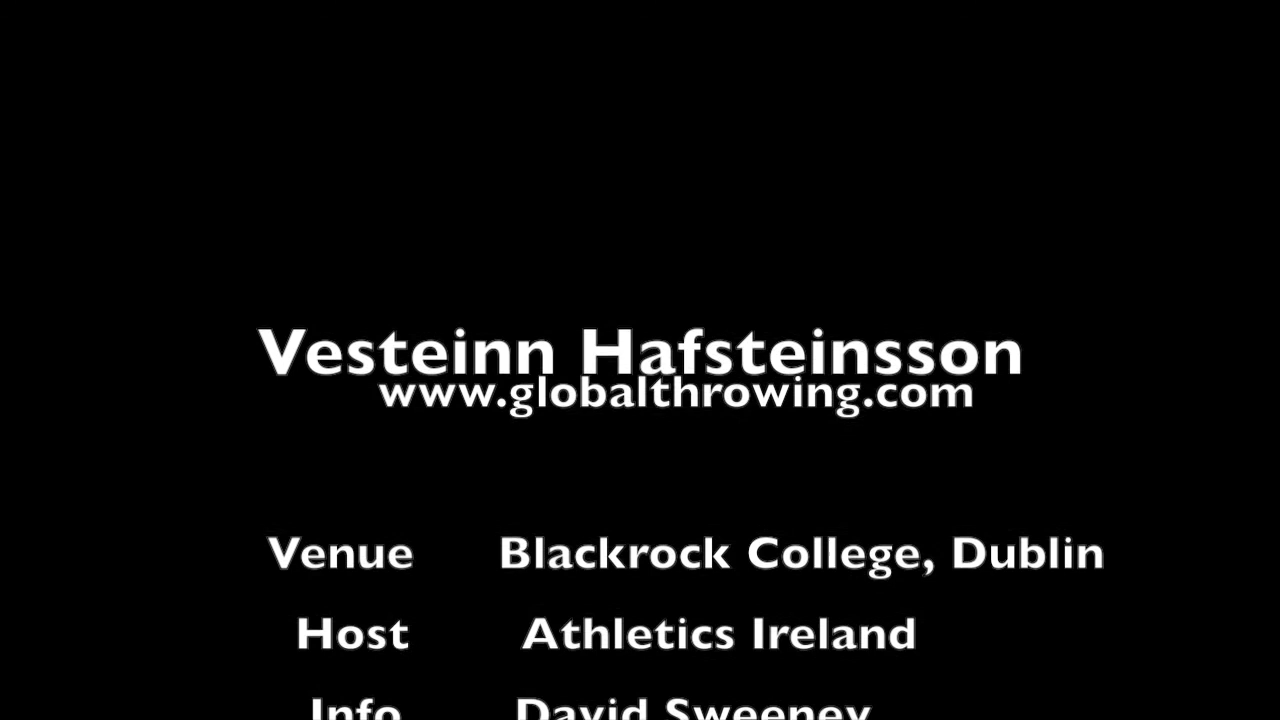 Vesteinn Hafsteinsson
www.globalthrowing.com
Venue Blackrock College, Dublin
Host Athletics Ireland
Info David Sweeney